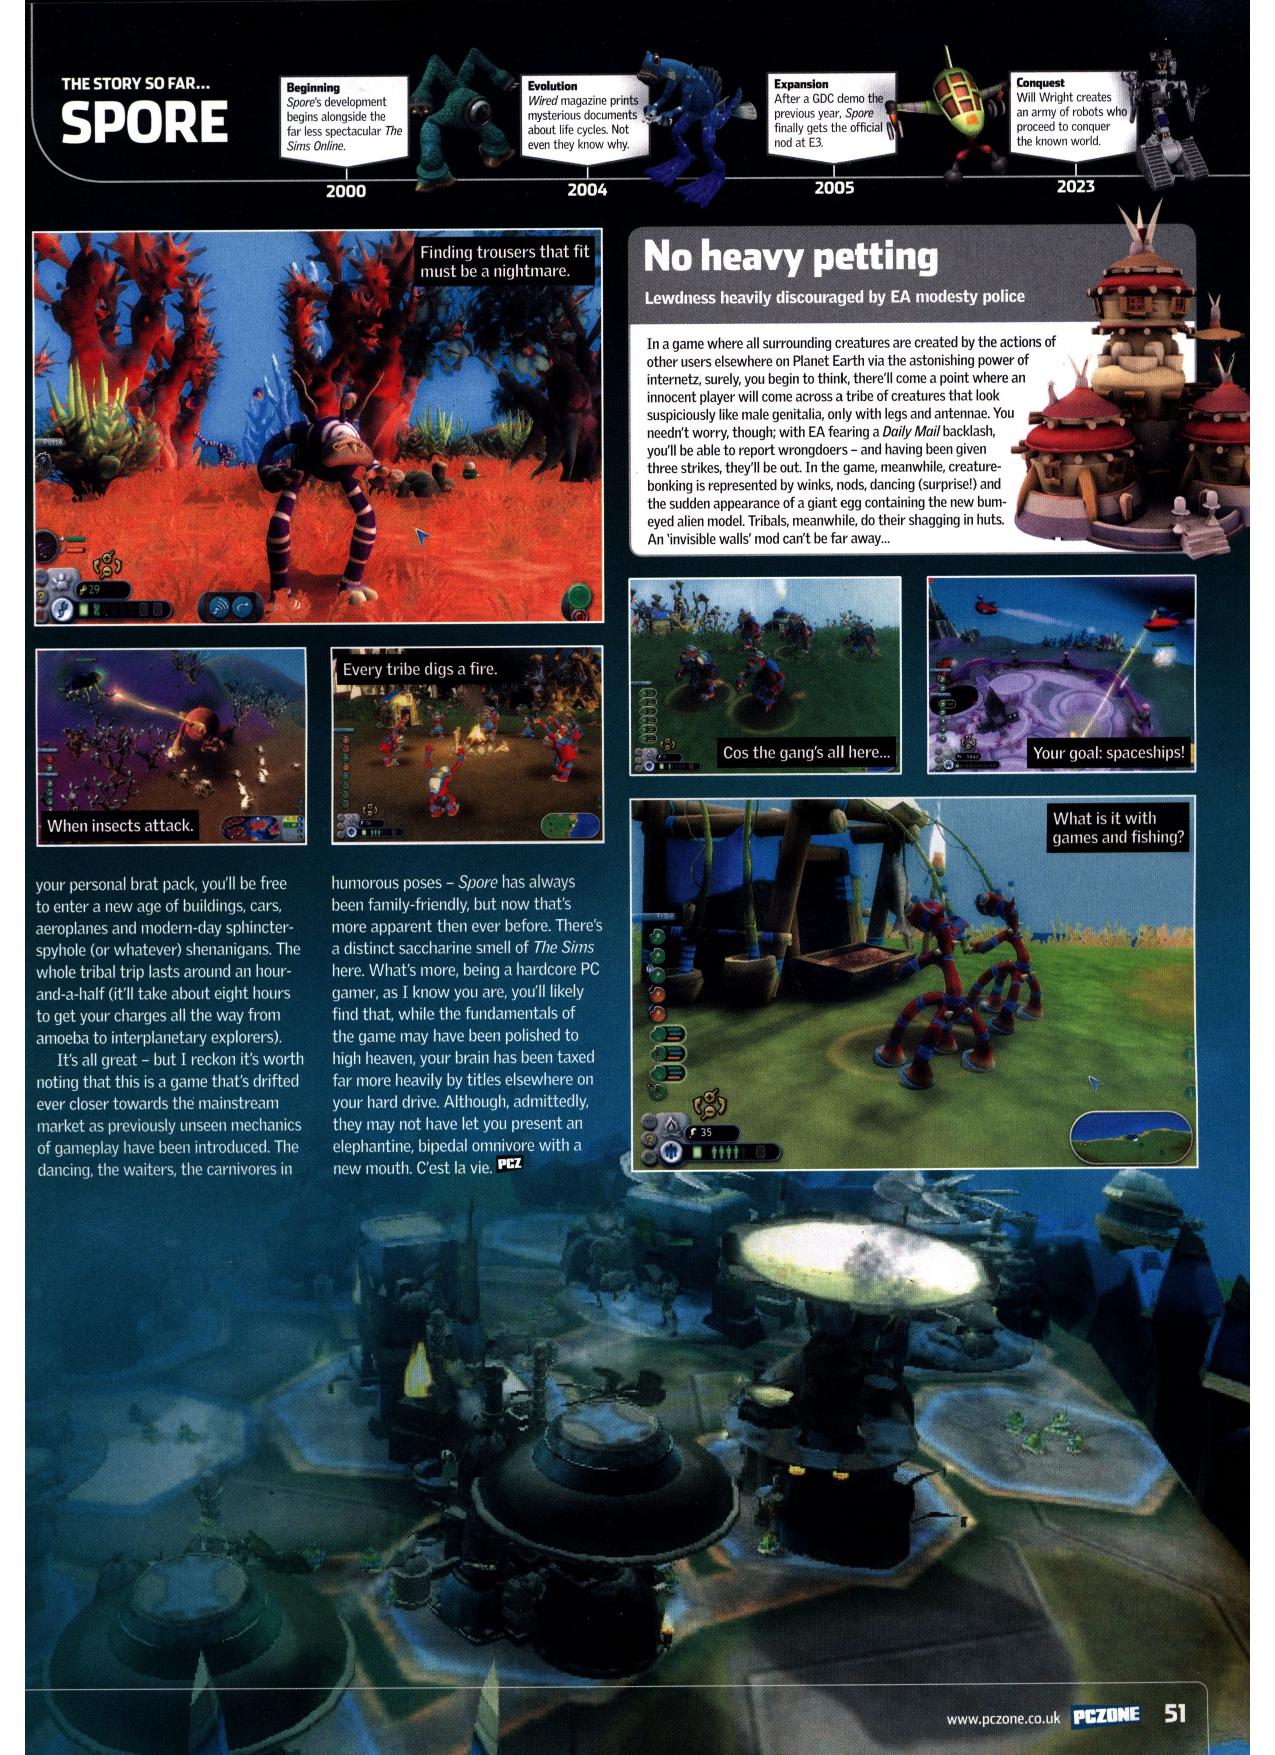 THE STORY SO FAR...
SPORE
Beginning
Spore's development
begins alongside the
far less spectacular The
Sims Online.
2000
Evolution
Wired magazine prints
mysterious documents
about life cycles. Not
even they know why.
2004
Expansion
After a GDC demo the
previous year, Spore
finally gets the official
nod at E3.
2005
Conquest
Will Wright creates
an army of robots who
proceed to conquer
the known world.
2023
Finding trousers that fit
must be a nightmare.
Posse
29
When insects attack.
Every tribe digs a fire.
your personal brat pack, you'll be free
to enter a new age of buildings, cars,
aeroplanes and modern-day sphincter-
spyhole (or whatever) shenanigans. The
whole tribal trip lasts around an hour-
and-a-half (it'll take about eight hours
to get your charges all the way from
amoeba to interplanetary explorers).
It's all great – but I reckon it's worth
noting that this is a game that's drifted
ever closer towards the mainstream
market as previously unseen mechanics
of gameplay have been introduced. The
dancing, the waiters, the carnivores in
humorous poses – Spore has always
been family-friendly, but now that's
more apparent then ever before. There's
a distinct saccharine smell of The Sims
here. What's more, being a hardcore PC
gamer, as I know you are, you'll likely
find that, while the fundamentals of
the game may have been polished to
high heaven, your brain has been taxed
far more heavily by titles elsewhere on
your hard drive. Although, admittedly,
they may not have let you present an
elephantine, bipedal omnivore with a
new mouth. C'est la vie. PCZ
No heavy petting
Lewdness heavily discouraged by EA modesty police
In a game where all surrounding creatures are created by the actions of
other users elsewhere on Planet Earth via the astonishing power of
internetz, surely, you begin to think, there'll come a point where an
innocent player will come across a tribe of creatures that look
suspiciously like male genitalia, only with legs and antennae. You
needn't worry, though; with EA fearing a Daily Mail backlash,
you'll be able to report wrongdoers – and having been given
three strikes, they'll be out. In the game, meanwhile, creature-
bonking is represented by winks, nods, dancing (surprise!) and
the sudden appearance of a giant egg containing the new bum-
eyed alien model. Tribals, meanwhile, do their shagging in huts.
An 'invisible walls' mod can't be far away...
Cos the gang's all here...
Your goal: spaceships!
What is it with
games and fishing?
Tribe
35
www.pczone.co.uk PCZONE 51